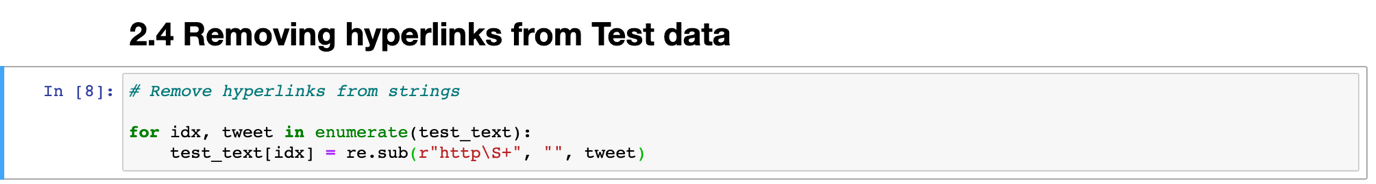 2.4 Removing hyperlinks from Test data
In [8]: # Remove hyperlinks from strings
for idx, tweet in enumerate(test_text):
    test_text[idx] = re.sub(r"http\S+", "", tweet)